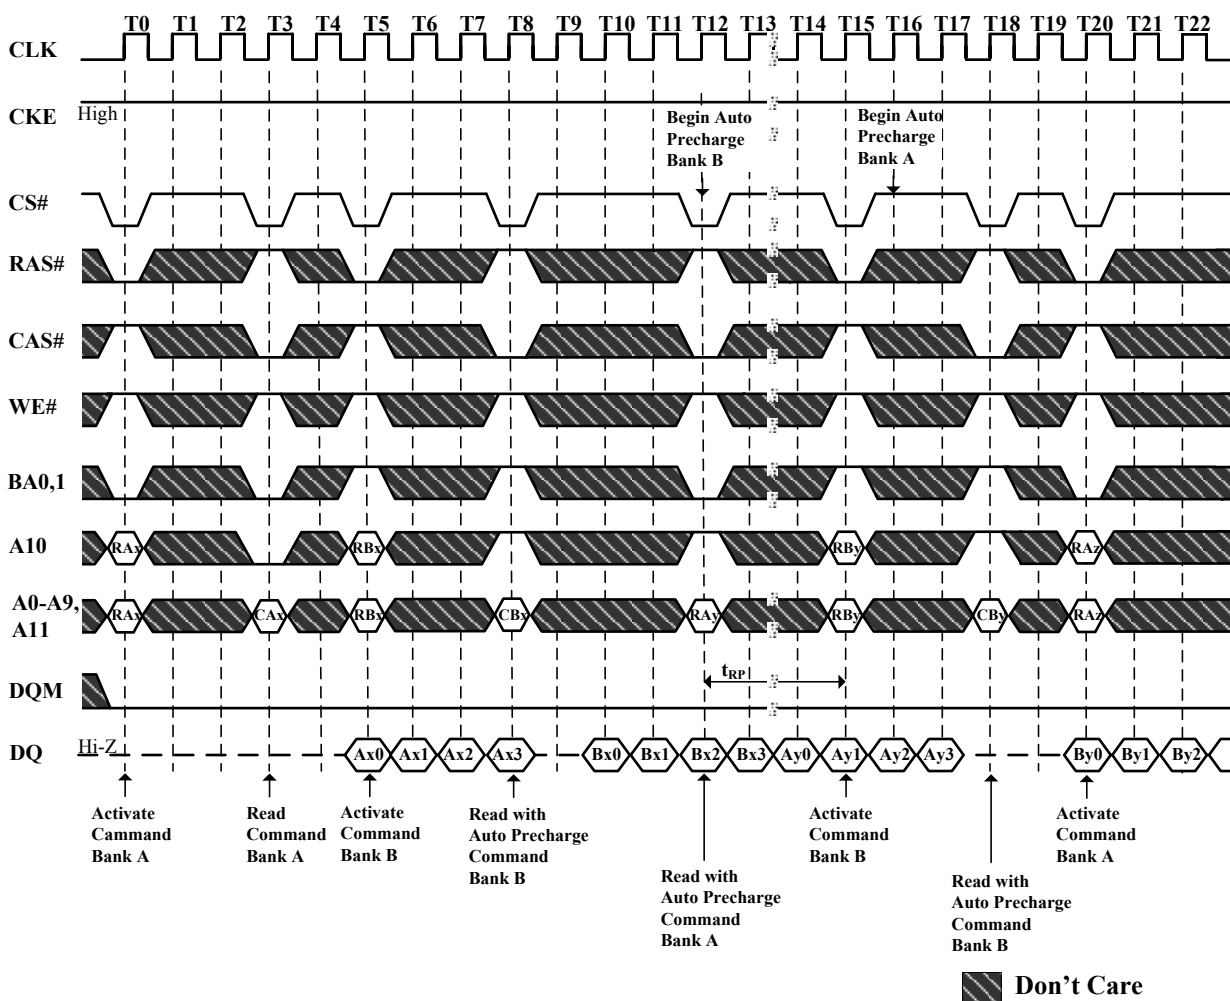 T0 T1 T2 T3 T4 T5 T6 T7 T8 T9 T10 T11 T12 T13 T14 T15 T16 T17 T18 T19 T20 T21 T22
CLK
CKE High
Begin Auto
Precharge
Bank B
Begin Auto
Precharge
Bank A
CS#
RAS#
CAS#
WE#
BA0,1
A10 RAx RBx RBy RAz
A0-A9,
A11
RAx CAx RBx CBx RAy RBy CBy RAz
DQM
tRP
DQ Hi-Z Ax0 Ax1 Ax2 Ax3 Bx0 Bx1 Bx2 Bx3 Ay0 Ay1 Ay2 Ay3 By0 By1 By2
Activate
Cammand
Bank A
Read
Command
Bank A
Activate
Command
Bank B
Read with
Auto Precharge
Command
Bank B
Read with
Auto Precharge
Command
Bank A
Activate
Command
Bank B
Read with
Auto Precharge
Command
Bank B
Activate
Command
Bank A
Don't Care